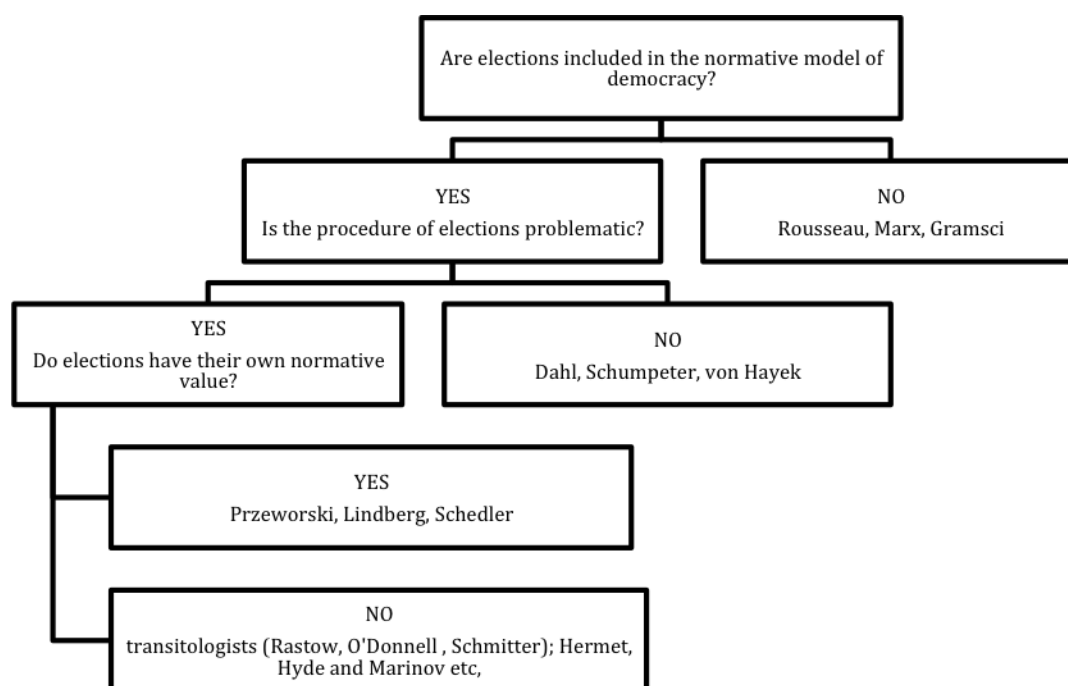 Are elections included in the normative model of
democracy?
YES
Is the procedure of elections problematic?
NO
Rousseau, Marx, Gramsci
YES
Do elections have their own normative
value?
NO
Dahl, Schumpeter, von Hayek
YES
Przeworski, Lindberg, Schedler
NO
transitologists (Rastow, O'Donnell , Schmitter); Hermet,
Hyde and Marinov etc,